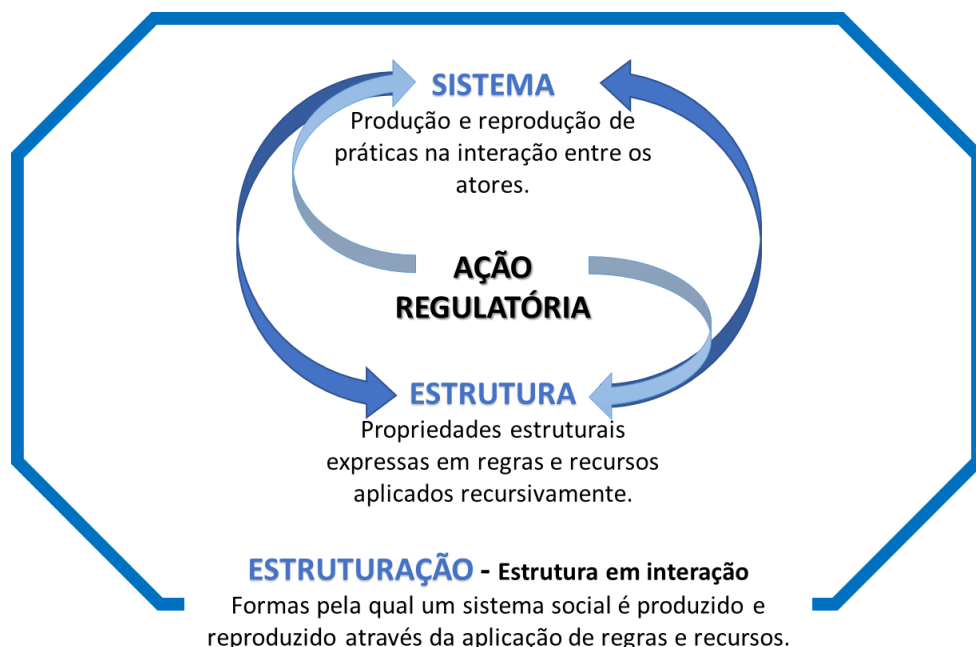 SISTEMA
Produção e reprodução de
práticas na interação entre os
atores.
AÇÃO
REGULATÓRIA
ESTRUTURA
Propriedades estruturais
expressas em regras e recursos
aplicados recursivamente.
ESTRUTURAÇÃO - Estrutura em interação
Formas pela qual um sistema social é produzido e
reproduzido através da aplicação de regras e recursos.